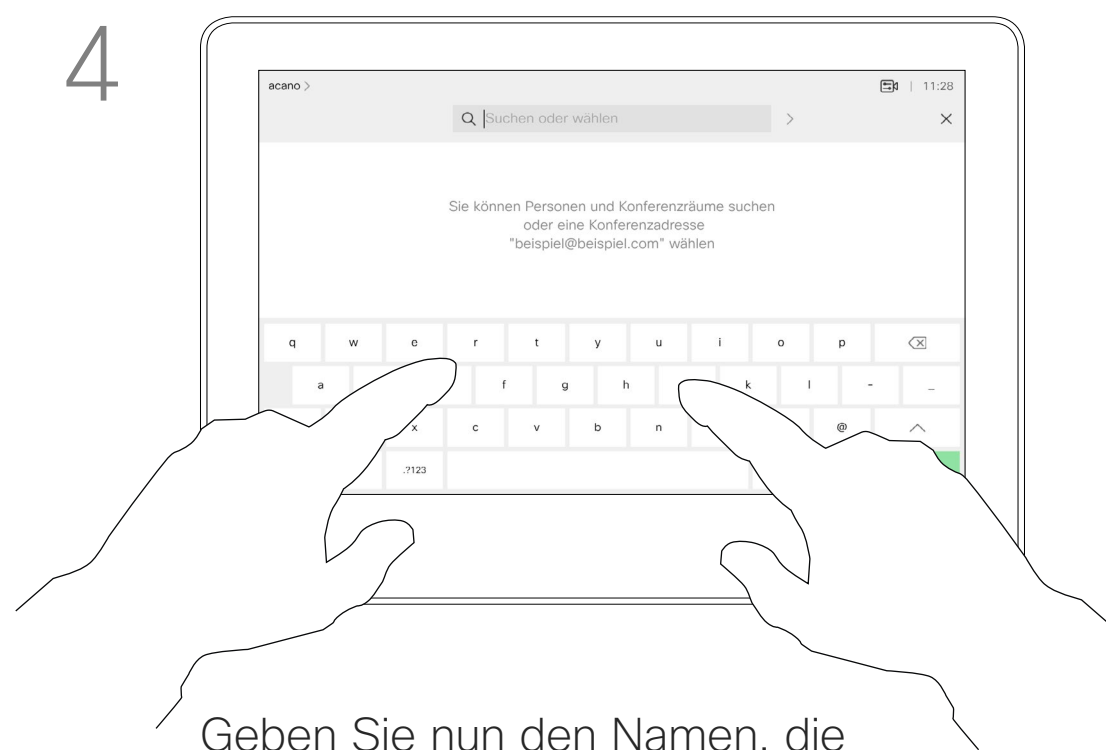 4
acano >
| 11:28
Suchen oder wählen
Sie können Personen und Konferenzräume suchen
oder eine Konferenzadresse
"beispiel@beispiel.com" wählen
q w e r t y u i o p
a f g h k l - _
x c v b n @
.?123
Geben Sie nun den Namen, die